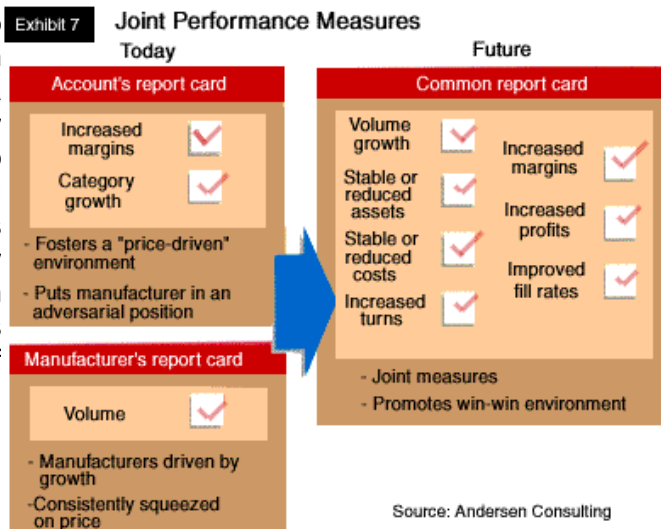 Exhibit 7
Joint Performance Measures
Today
Account's report card
Increased
margins
Category
growth
- Fosters a "price-driven"
environment
- Puts manufacturer in an
adversarial position
Manufacturer's report card
Volume
- Manufacturers driven by
growth
-Consistently squeezed
on price
Future
Common report card
Volume
growth
Stable or
reduced
assets
Stable or
reduced
costs
Increased
turns
Increased
margins
Increased
profits
Improved
fill rates
- Joint measures
- Promotes win-win environment
Source: Andersen Consulting